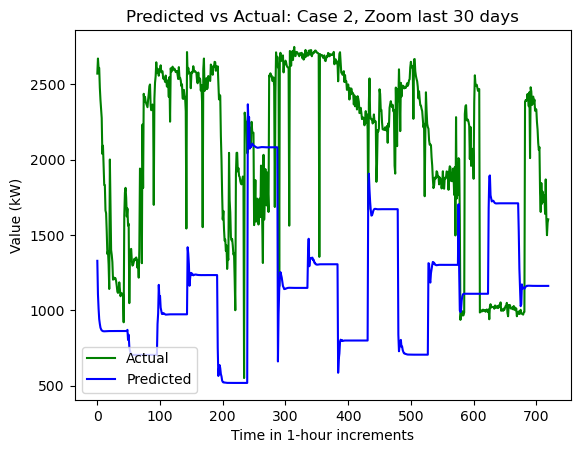 Predicted vs Actual: Case 2, Zoom last 30 days
Value (kW)
2500
2000
1500
1000
500
Actual
Predicted
0 100 200 300 400 500 600 700
Time in 1-hour increments